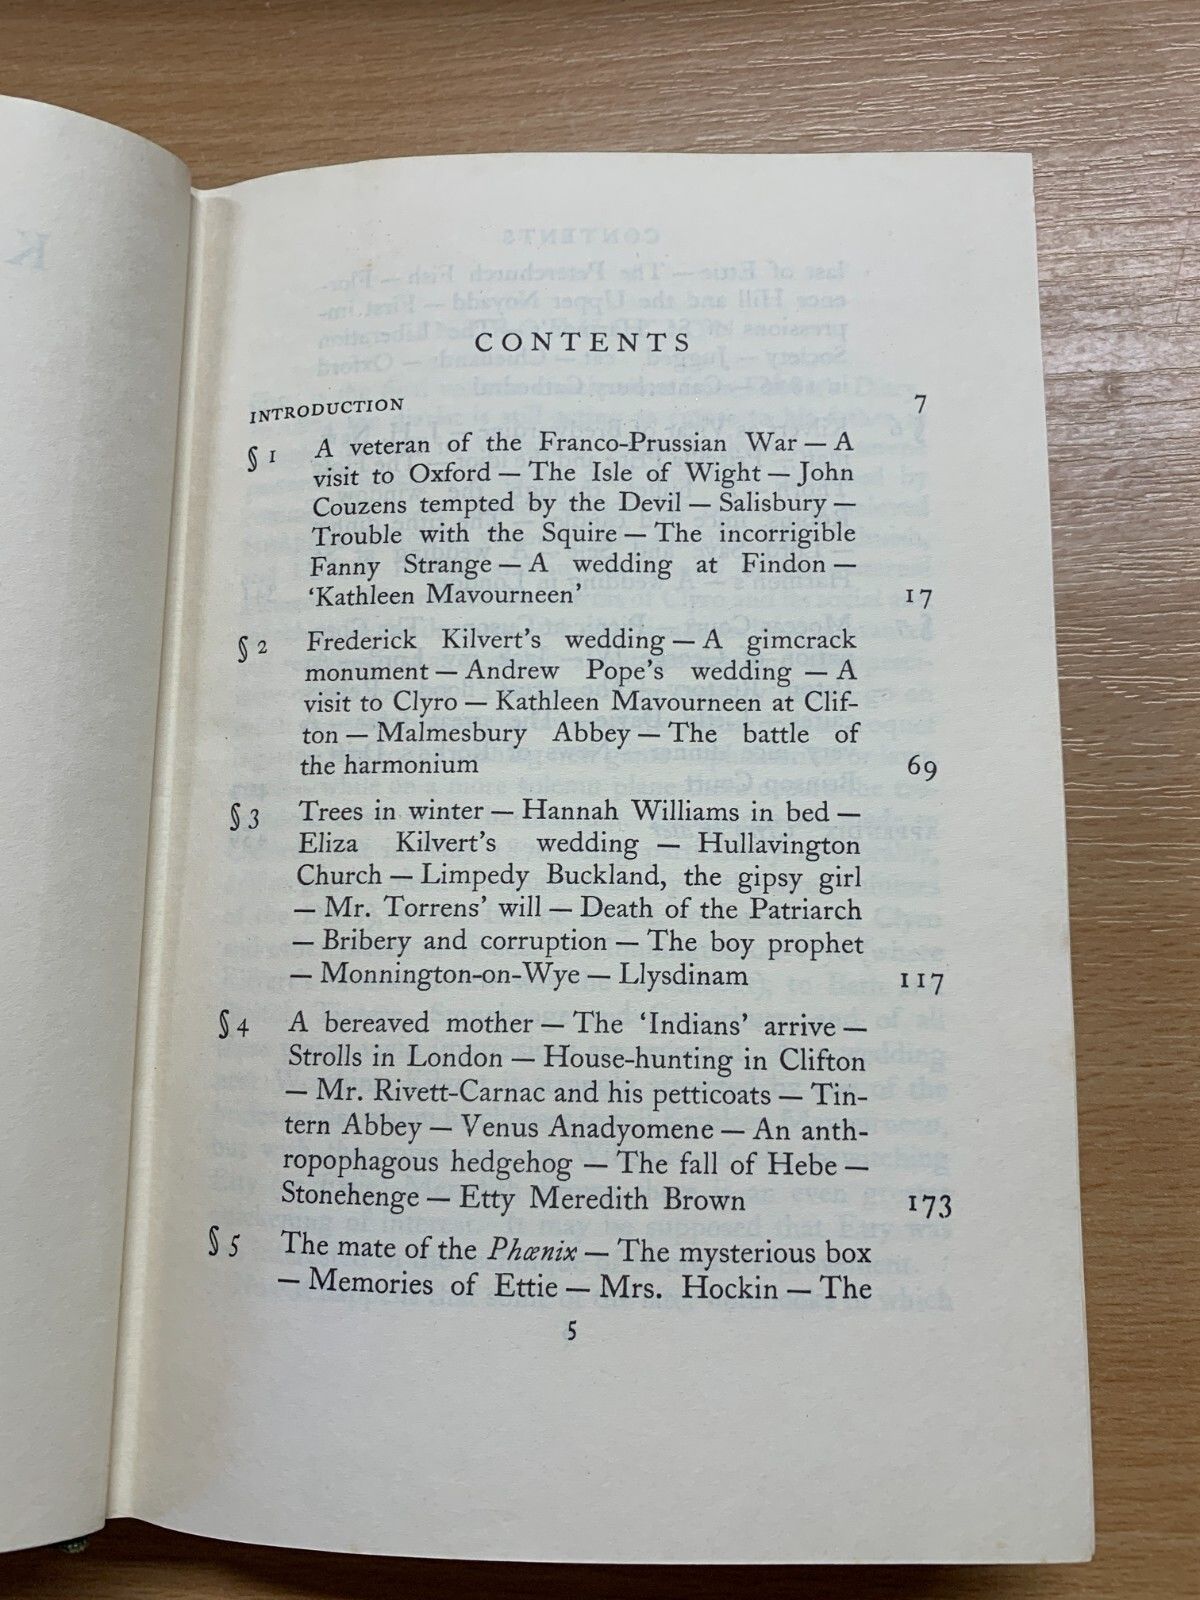 CONTENTS
INTRODUCTION 7
§ 1 A veteran of the Franco-Prussian War — A
visit to Oxford — The Isle of Wight — John
Couzens tempted by the Devil — Salisbury —
Trouble with the Squire — The incorrigible
Fanny Strange — A wedding at Findon —
‘Kathleen Mavourneen’ 17
§ 2 Frederick Kilvert's wedding — A gimcrack
monument — Andrew Pope's wedding — A
visit to Clyro — Kathleen Mavourneen at Clif-
ton — Malmesbury Abbey — The battle of
the harmonium 69
§ 3 Trees in winter — Hannah Williams in bed —
Eliza Kilvert's wedding — Hullavington
Church — Limpedy Buckland, the gipsy girl
— Mr. Torrens' will — Death of the Patriarch
— Bribery and corruption — The boy prophet
— Monnington-on-Wye — Llysdinam 117
§ 4 A bereaved mother — The ‘Indians’ arrive —
Strolls in London — House-hunting in Clifton
— Mr. Rivett-Carnac and his petticoats — Tin-
tern Abbey — Venus Anadyomene — An anth-
ropophagous hedgehog — The fall of Hebe —
Stonehenge — Etty Meredith Brown 173
§ 5 The mate of the Phœnix — The mysterious box
— Memories of Ettie — Mrs. Hockin — The
5